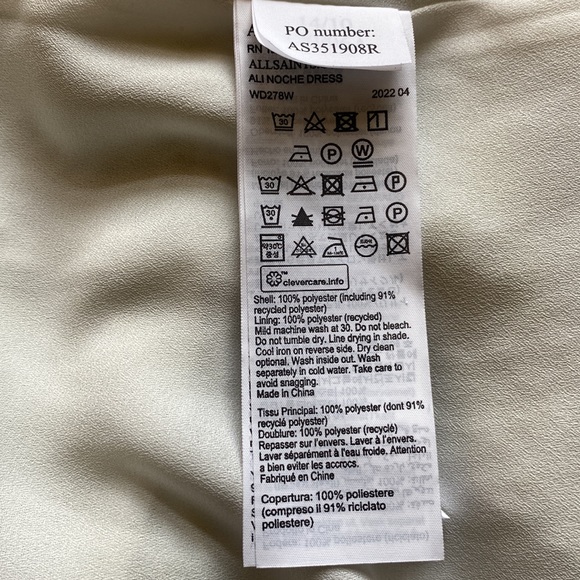 PO number:
AS351908R
ALI NOCHE DRESS
WD278W 2022 04
30
P W
30 P
30 P
clevercare.info
Shell: 100% polyester (including 91%
recycled polyester)
Lining: 100% polyester (recycled)
Mild machine wash at 30. Do not bleach.
Do not tumble dry. Line drying in shade.
Cool iron on reverse side. Dry clean
optional. Wash inside out. Wash
separately in cold water. Take care to
avoid snagging.
Made in China
Tissu Principal: 100% polyester (dont 91%
recyclé polyester)
Doublure: 100% polyester (recyclé)
Repasser sur l'envers. Laver à l'envers.
Laver séparément à l'eau froide. Attention
a bien eviter les accrocs.
Fabriqué en Chine
Copertura: 100% poliestere
(compreso il 91% riciclato
poliestere)